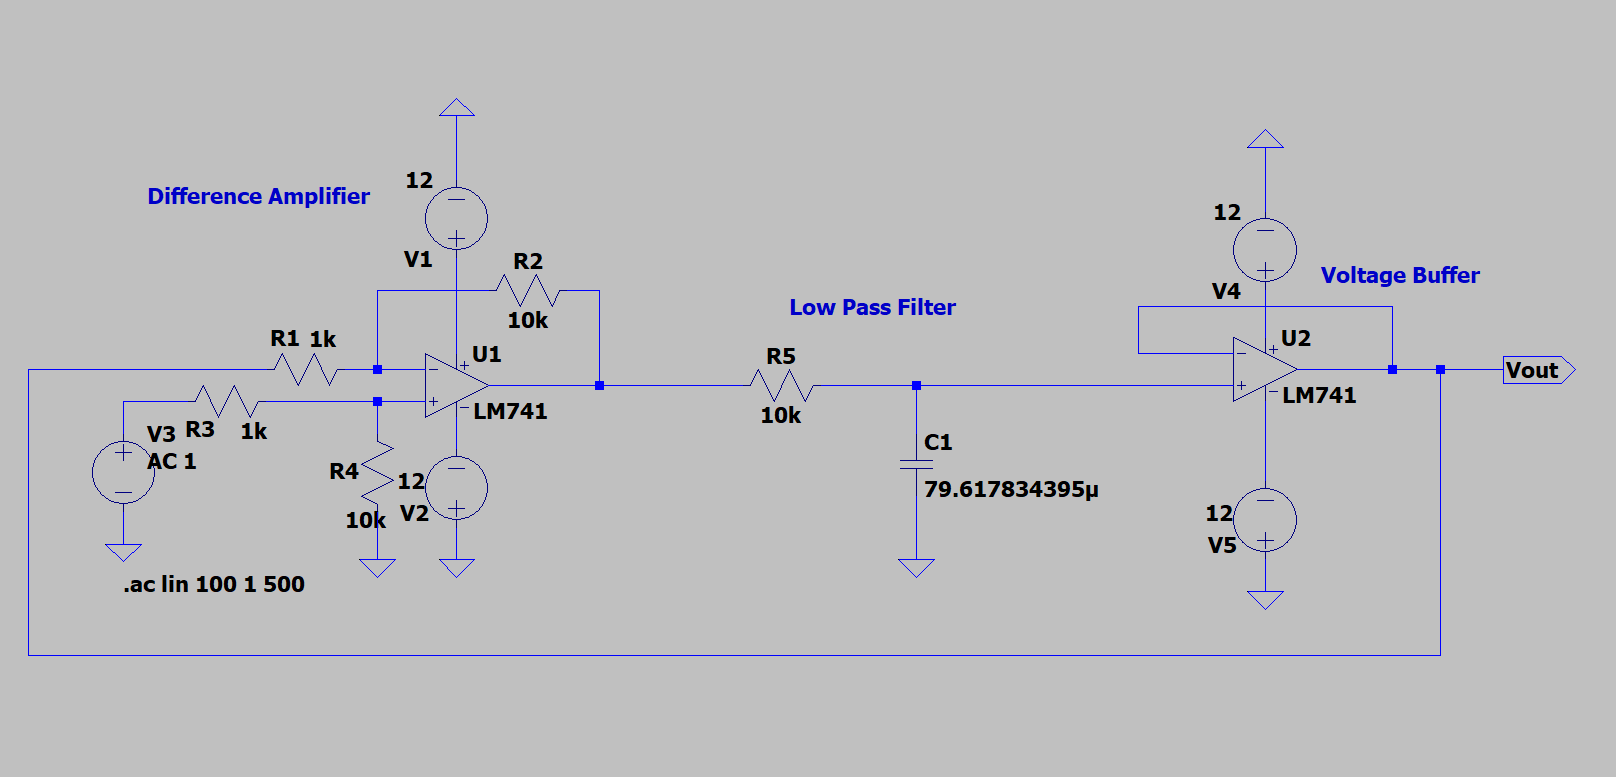 Difference Amplifier
12
V1
R2
10k
R1 1k
U1
LM741
R3 1k
V3
AC 1
R4
10k
12
V2
.ac lin 100 1 500
Low Pass Filter
R5
10k
C1
79.617834395µ
12
V4
Voltage Buffer
U2
LM741
Vout
12
V5